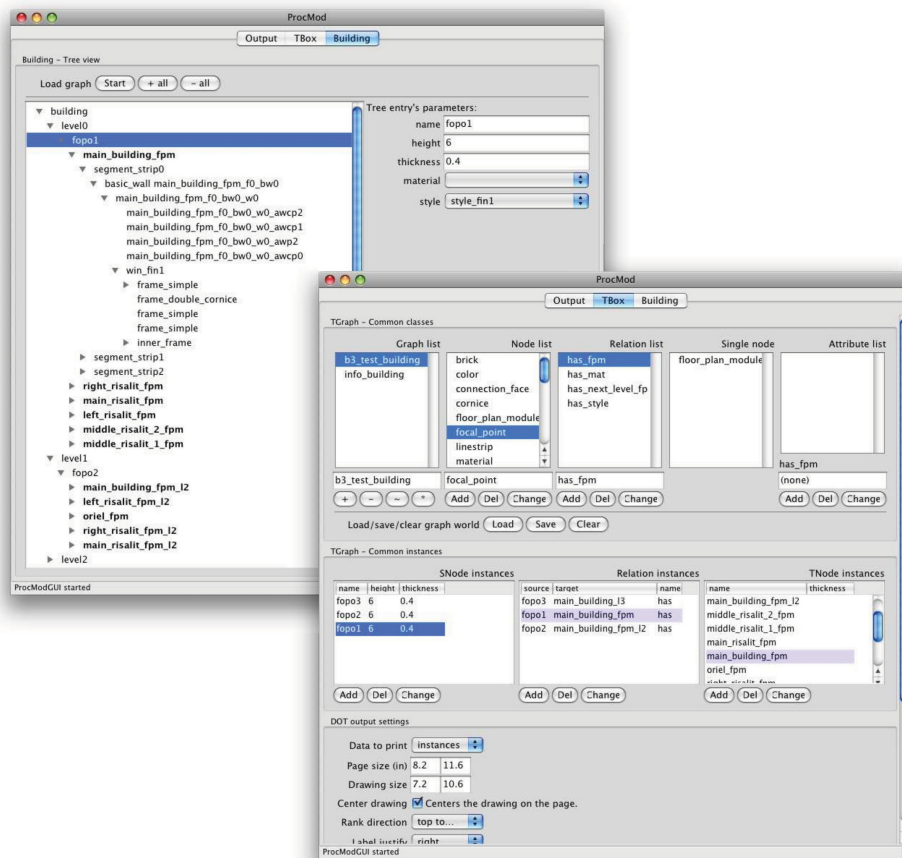 ProcMod
Output TBox Building
Building - Tree view
Load graph Start + all - all
building
level0
fopo1
main_building_fpm
segment_strip0
basic_wall main_building_fpm_f0_bw0
main_building_fpm_f0_bw0_w0
main_building_fpm_f0_bw0_w0_awcp2
main_building_fpm_f0_bw0_w0_awcp1
main_building_fpm_f0_bw0_w0_awp2
main_building_fpm_f0_bw0_w0_awcp0
win_fin1
frame_simple
frame_double_cornice
frame_simple
frame_simple
inner_frame
segment_strip1
segment_strip2
right_risalit_fpm
main_risalit_fpm
left_risalit_fpm
middle_risalit_2_fpm
middle_risalit_1_fpm
level1
fopo2
main_building_fpm_l2
left_risalit_fpm_l2
oriel_fpm
right_risalit_fpm_l2
main_risalit_fpm_l2
level2
ProcModGUI started
Tree entry's parameters:
name fopo1
height 6
thickness 0.4
material
style style_fin1
ProcMod
Output TBox Building
TGraph - Common classes
Graph list Node list Relation list Single node Attribute list
b3_test_building brick has_fpm floor_plan_module
info_building color has_mat
connection_face has_next_level_fp
cornice has_style
floor_plan_module
focal_point
linestrip
material
has_fpm
b3_test_building focal_point has_fpm (none)
+ - ~ * Add Del Change Add Del Change Add Del Change
Load/save/clear graph world Load Save Clear
TGraph - Common instances
SNode instances Relation instances TNode instances
name height thickness source target name name thickness
fopo3 6 0.4 fopo3 main_building_l3 has main_building_fpm_l2
fopo2 6 0.4 fopo1 main_building_fpm has middle_risalit_2_fpm
fopo1 6 0.4 fopo2 main_building_fpm_l2 has middle_risalit_1_fpm
main_risalit_fpm
main_building_fpm
oriel_fpm
right_risalit_fpm
Add Del Change Add Del Change Add Del Change
DOT output settings
Data to print instances
Page size (in) 8.2 11.6
Drawing size 7.2 10.6
Center drawing Centers the drawing on the page.
Rank direction top to...
Label justify right
ProcModGUI started